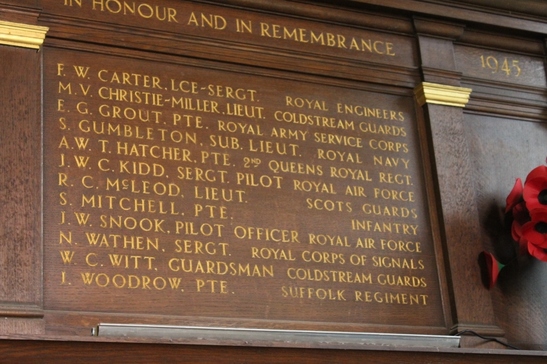 IN HONOUR AND IN REMEMBRANCE
1945
F. W. CARTER, LCE-SERGT. ROYAL ENGINEERS
M. V. CHRISTIE-MILLER, LIEUT. COLDSTREAM GUARDS
E. G. GROUT, PTE. ROYAL ARMY SERVICE CORPS
S. GUMBLETON, SUB. LIEUT. ROYAL NAVY
A. W. T. HATCHER, PTE. 2ND QUEENS ROYAL REGT.
J. W. C. KIDD, SERGT. PILOT ROYAL AIR FORCE
R. C. McLEOD, LIEUT. SCOTS GUARDS
S. MITCHELL, PTE. INFANTRY
J. W. SNOOK, PILOT OFFICER ROYAL AIR FORCE
N. WATHEN, SERGT. ROYAL CORPS OF SIGNALS
W. C. WITT, GUARDSMAN COLDSTREAM GUARDS
I. WOODROW, PTE. SUFFOLK REGIMENT